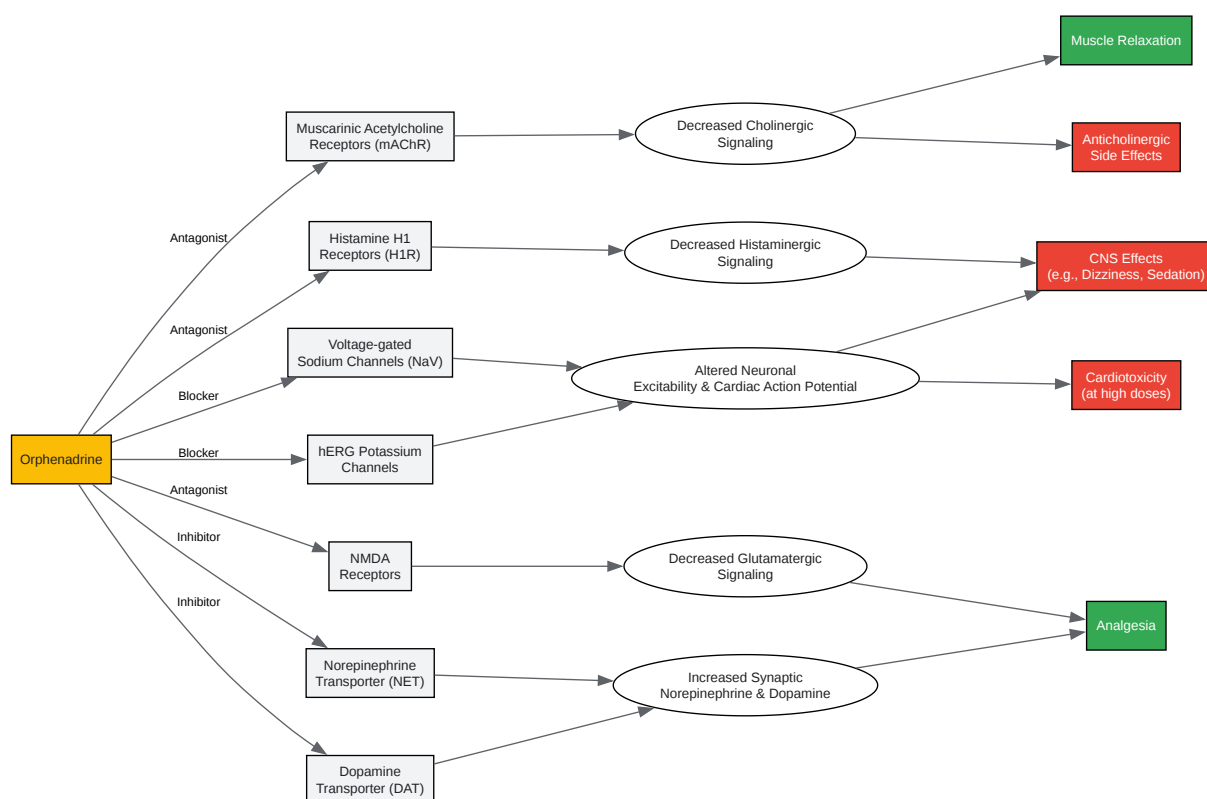 Muscle Relaxation
Muscarinic Acetylcholine
Receptors (mAChR)
Decreased Cholinergic
Signaling
Anticholinergic
Side Effects
Antagonist
Histamine H1
Receptors (H1R)
Decreased Histaminergic
Signaling
CNS Effects
(e.g., Dizziness, Sedation)
Antagonist
Voltage-gated
Sodium Channels (NaV)
Altered Neuronal
Excitability & Cardiac Action Potential
Cardiotoxicity
(at high doses)
Blocker
Orphenadrine
Blocker
hERG Potassium
Channels
Antagonist
NMDA
Receptors
Decreased Glutamatergic
Signaling
Inhibitor
Analgesia
Inhibitor
Norepinephrine
Transporter (NET)
Increased Synaptic
Norepinephrine & Dopamine
Dopamine
Transporter (DAT)